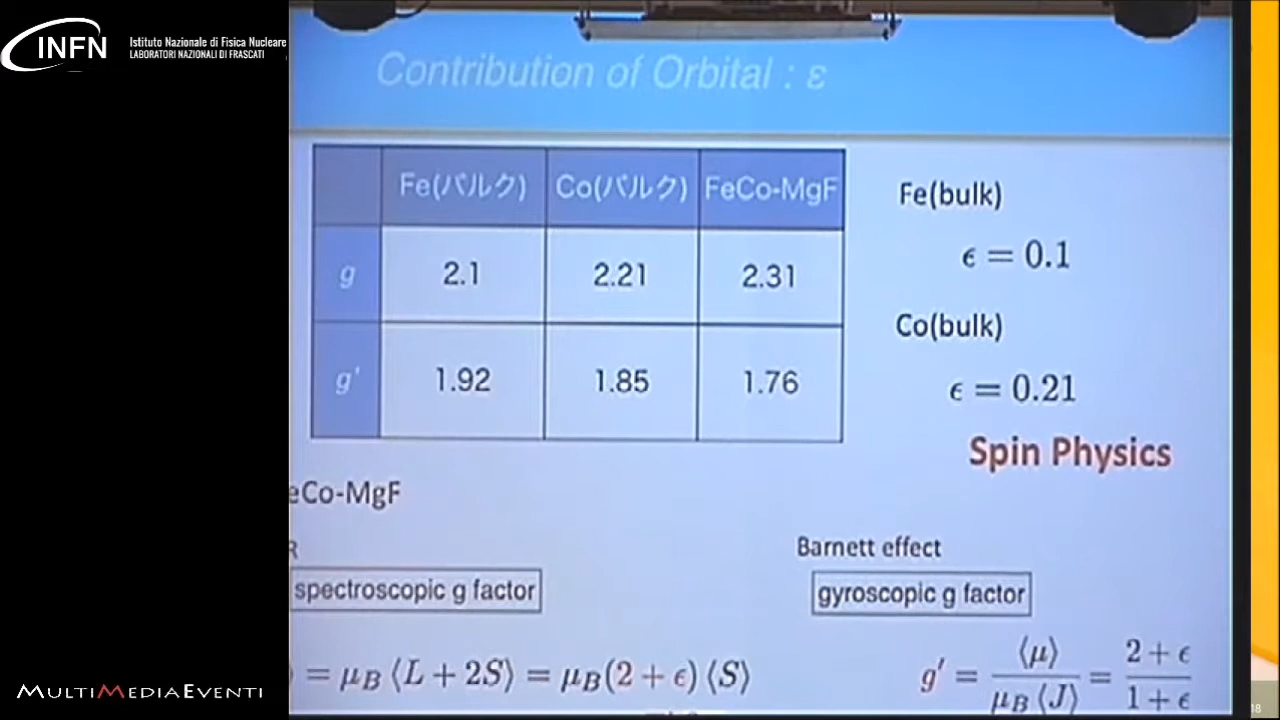 INFN
Istituto Nazionale di Fisica Nucleare
LABORATORI NAZIONALI DI FRASCATI
Contribution of Orbital : ε
Fe(バルク) Co(バルク) FeCo-MgF
g 2.1 2.21 2.31
g' 1.92 1.85 1.76
Fe(bulk)
ϵ = 0.1
Co(bulk)
ϵ = 0.21
Spin Physics
eCo-MgF
R
spectroscopic g factor
⟩ = μ_B ⟨L + 2S⟩ = μ_B(2 + ϵ) ⟨S⟩
Barnett effect
gyroscopic g factor
g' = ⟨μ⟩ / μ_B ⟨J⟩ = 2 + ϵ / 1 + ϵ
MULTIMEDIAEVENTI
18